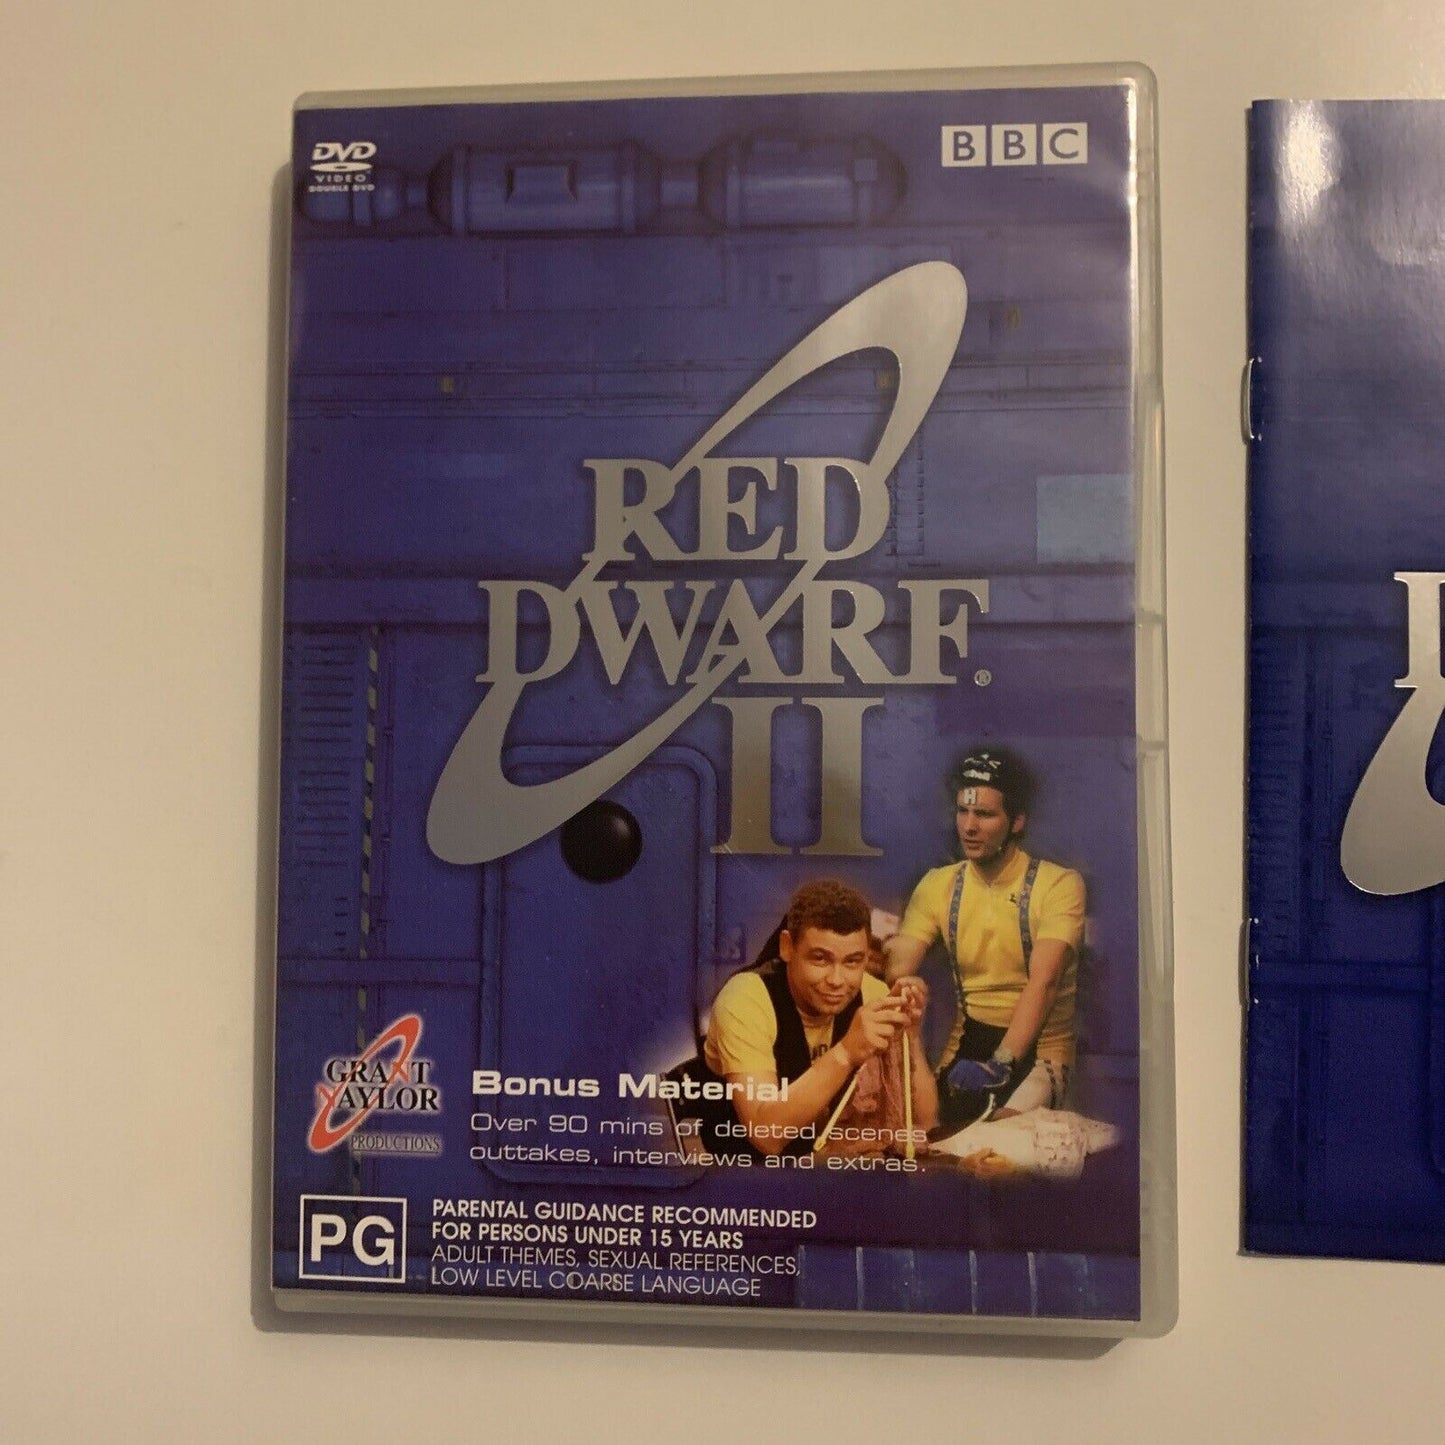 DVD
VIDEO
DOUBLE DVD
BBC
RED
DWARF®
II
H
GRANT
NAYLOR
PRODUCTIONS
Bonus Material
Over 90 mins of deleted scenes
outtakes, interviews and extras.
PG
PARENTAL GUIDANCE RECOMMENDED
FOR PERSONS UNDER 15 YEARS
ADULT THEMES, SEXUAL REFERENCES,
LOW LEVEL COARSE LANGUAGE